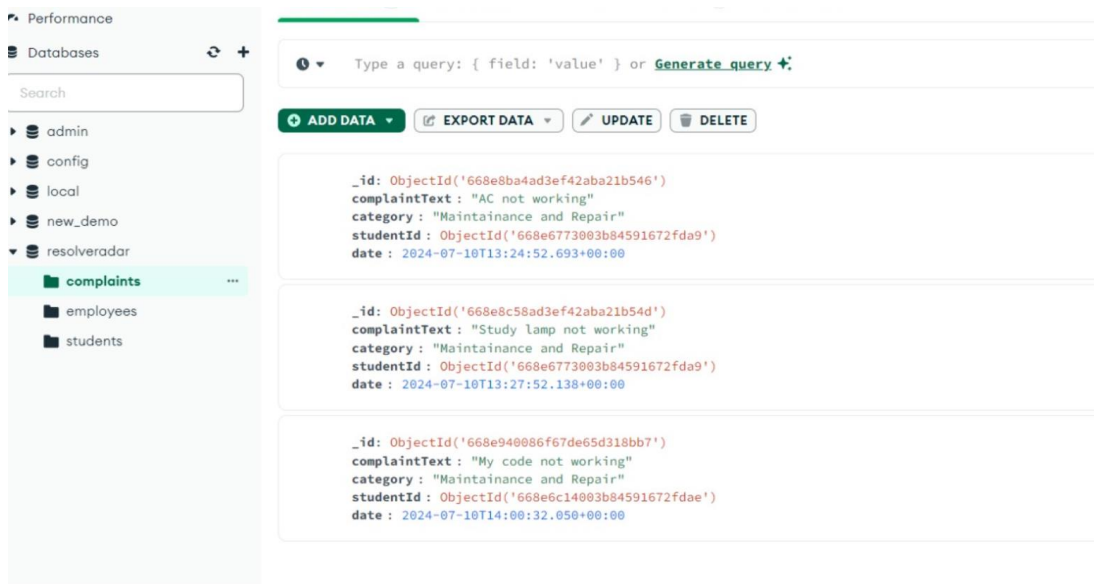 Performance
Databases
Search
admin
config
local
new_demo
resolveradar
complaints
employees
students
Type a query: { field: 'value' } or Generate query
ADD DATA EXPORT DATA UPDATE DELETE
_id: ObjectId('668e8ba4ad3ef42aba21b546')
complaintText : "AC not working"
category : "Maintainance and Repair"
studentId : ObjectId('668e6773003b84591672fda9')
date : 2024-07-10T13:24:52.693+00:00
_id: ObjectId('668e8c58ad3ef42aba21b54d')
complaintText : "Study lamp not working"
category : "Maintainance and Repair"
studentId : ObjectId('668e6773003b84591672fda9')
date : 2024-07-10T13:27:52.138+00:00
_id: ObjectId('668e940086f67de65d318bb7')
complaintText : "My code not working"
category : "Maintainance and Repair"
studentId : ObjectId('668e6c14003b84591672fdae')
date : 2024-07-10T14:00:32.050+00:00